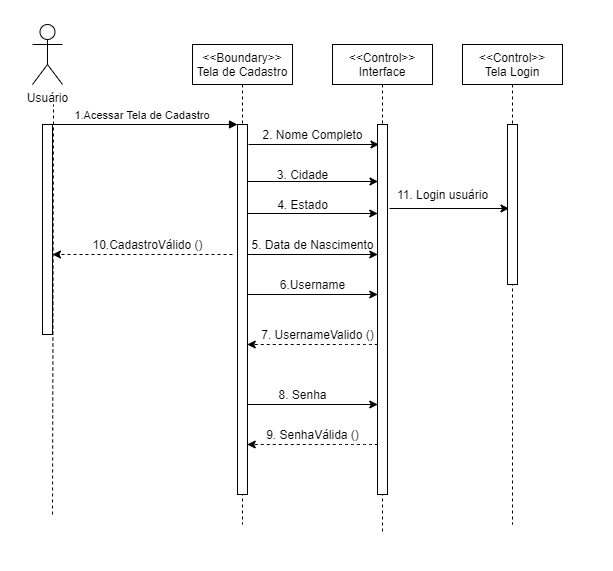 <<Boundary>>
Tela de Cadastro
<<Control>>
Interface
<<Control>>
Tela Login
Usuário
1.Acessar Tela de Cadastro
2. Nome Completo
3. Cidade
11. Login usuário
4. Estado
10.CadastroVálido ()
5. Data de Nascimento
6.Username
7. UsernameValido ()
8. Senha
9. SenhaVálida ()